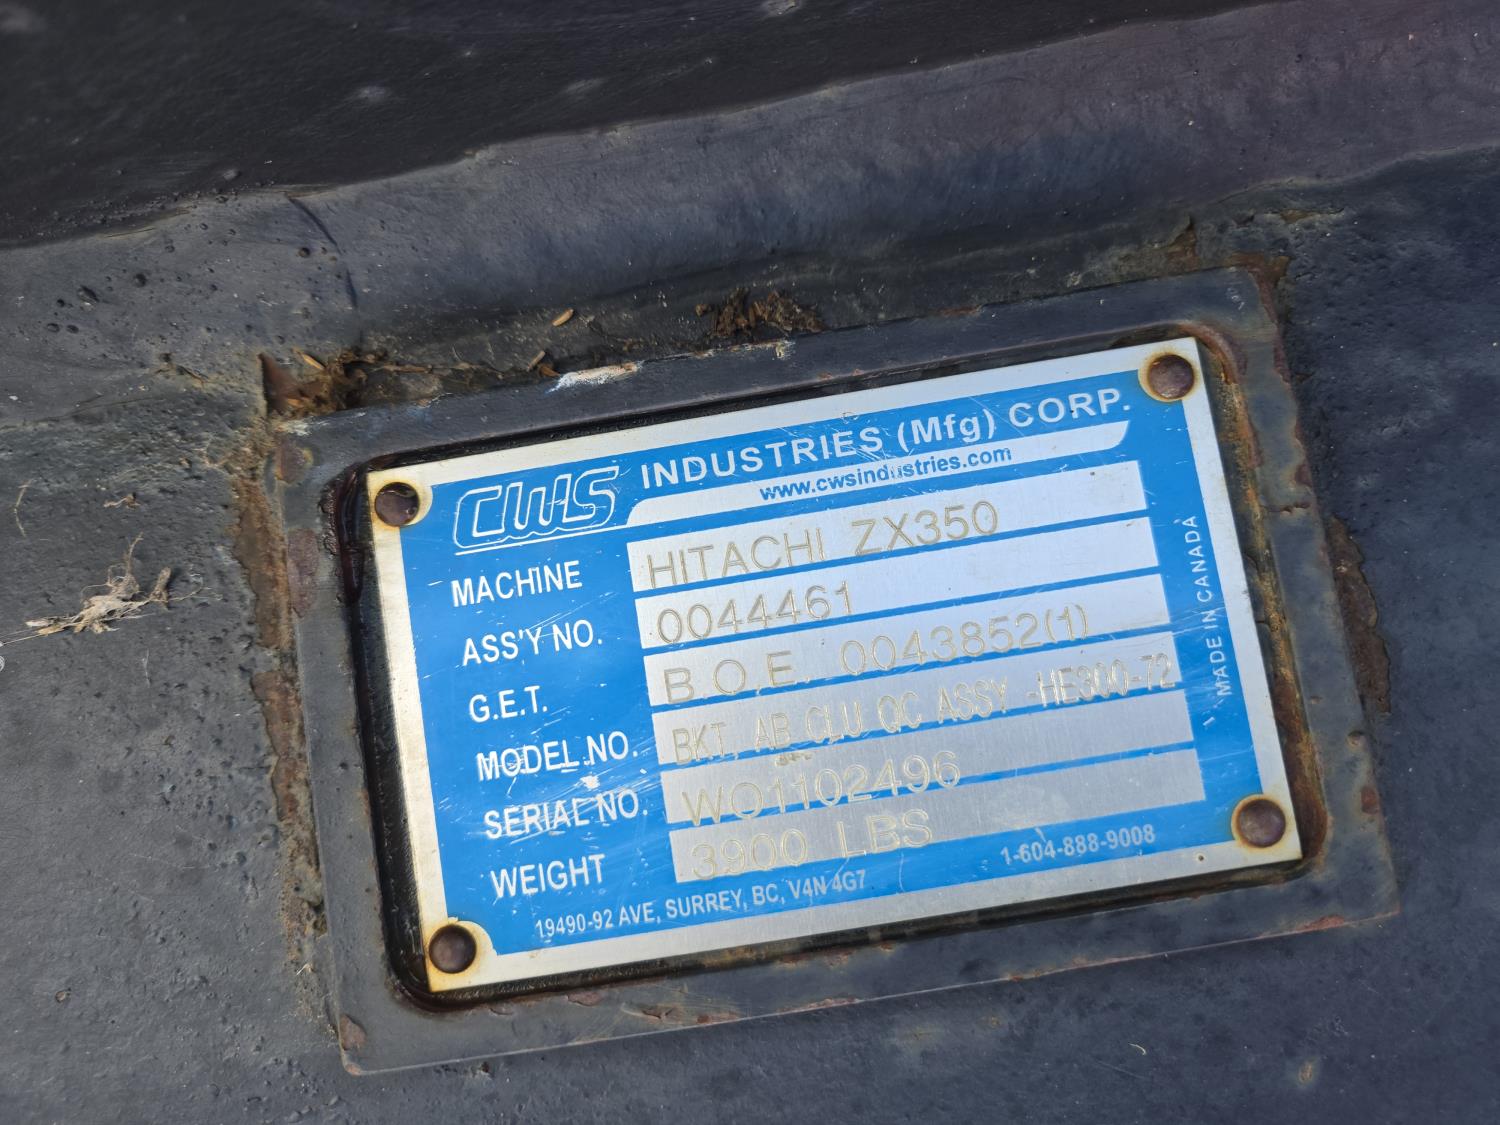 CWS INDUSTRIES (Mfg) CORP.
www.cwsindustries.com
MACHINE HITACHI ZX350
ASS'Y NO. 0044461
G.E.T. B.O.E. 0043852(1)
MODEL NO. BKT, AB CLU QC ASSY -HE300-72
SERIAL NO. WO1102496
WEIGHT 3900 LBS
19490-92 AVE, SURREY, BC, V4N 4G7 1-604-888-9008
MADE IN CANADA